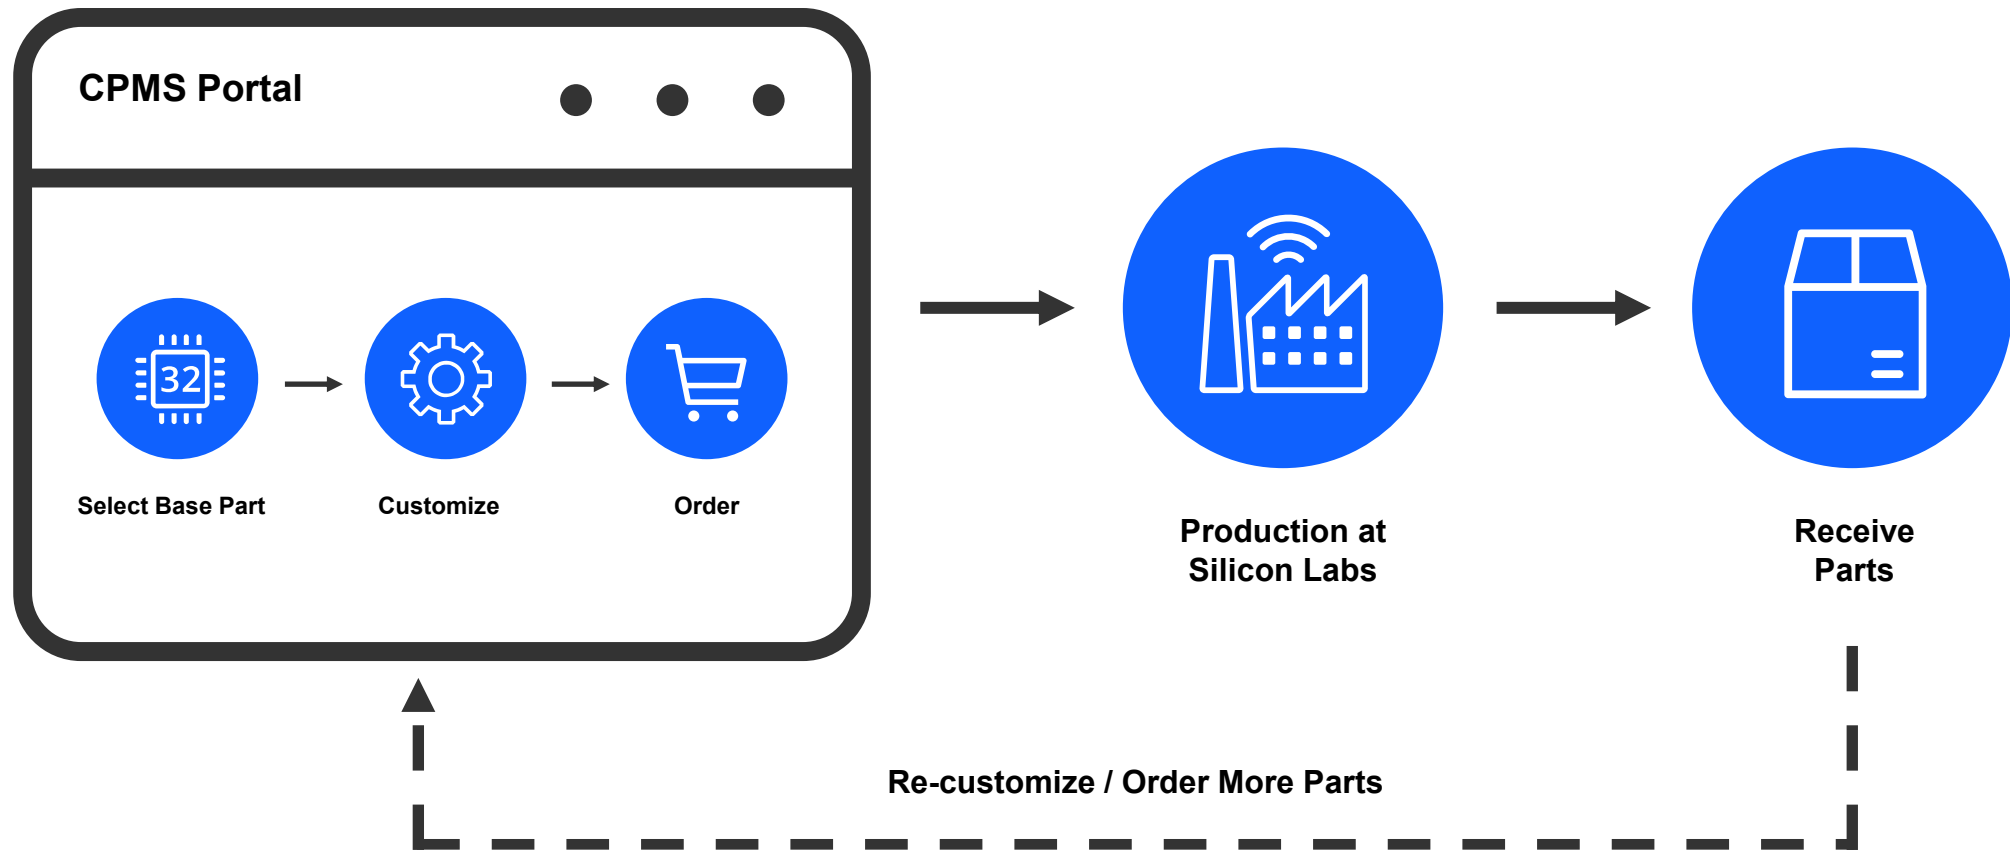 CPMS Portal
32
Select Base Part
Customize
Order
Production at
Silicon Labs
Receive
Parts
Re-customize / Order More Parts